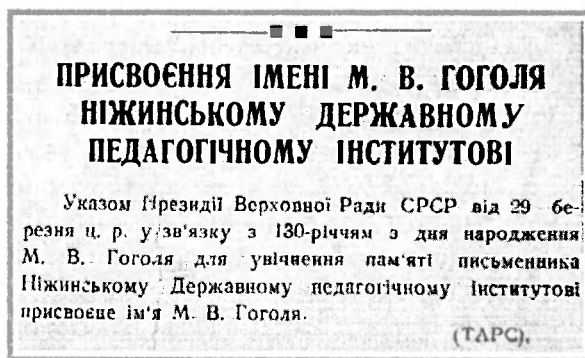 ПРИСВОЄННЯ ІМЕНІ М. В. ГОГОЛЯ
НІЖИНСЬКОМУ ДЕРЖАВНОМУ
ПЕДАГОГІЧНОМУ ІНСТИТУТОВІ
Указом Президії Верховної Ради СРСР від 29 бе-
резня ц. р. у зв'язку з 130-річчям з дня народження
М. В. Гоголя для увічнення пам'яті письменника
Ніжинському Державному педагогічному інститутові
присвоєне ім'я М. В. Гоголя.
(ТАРС).